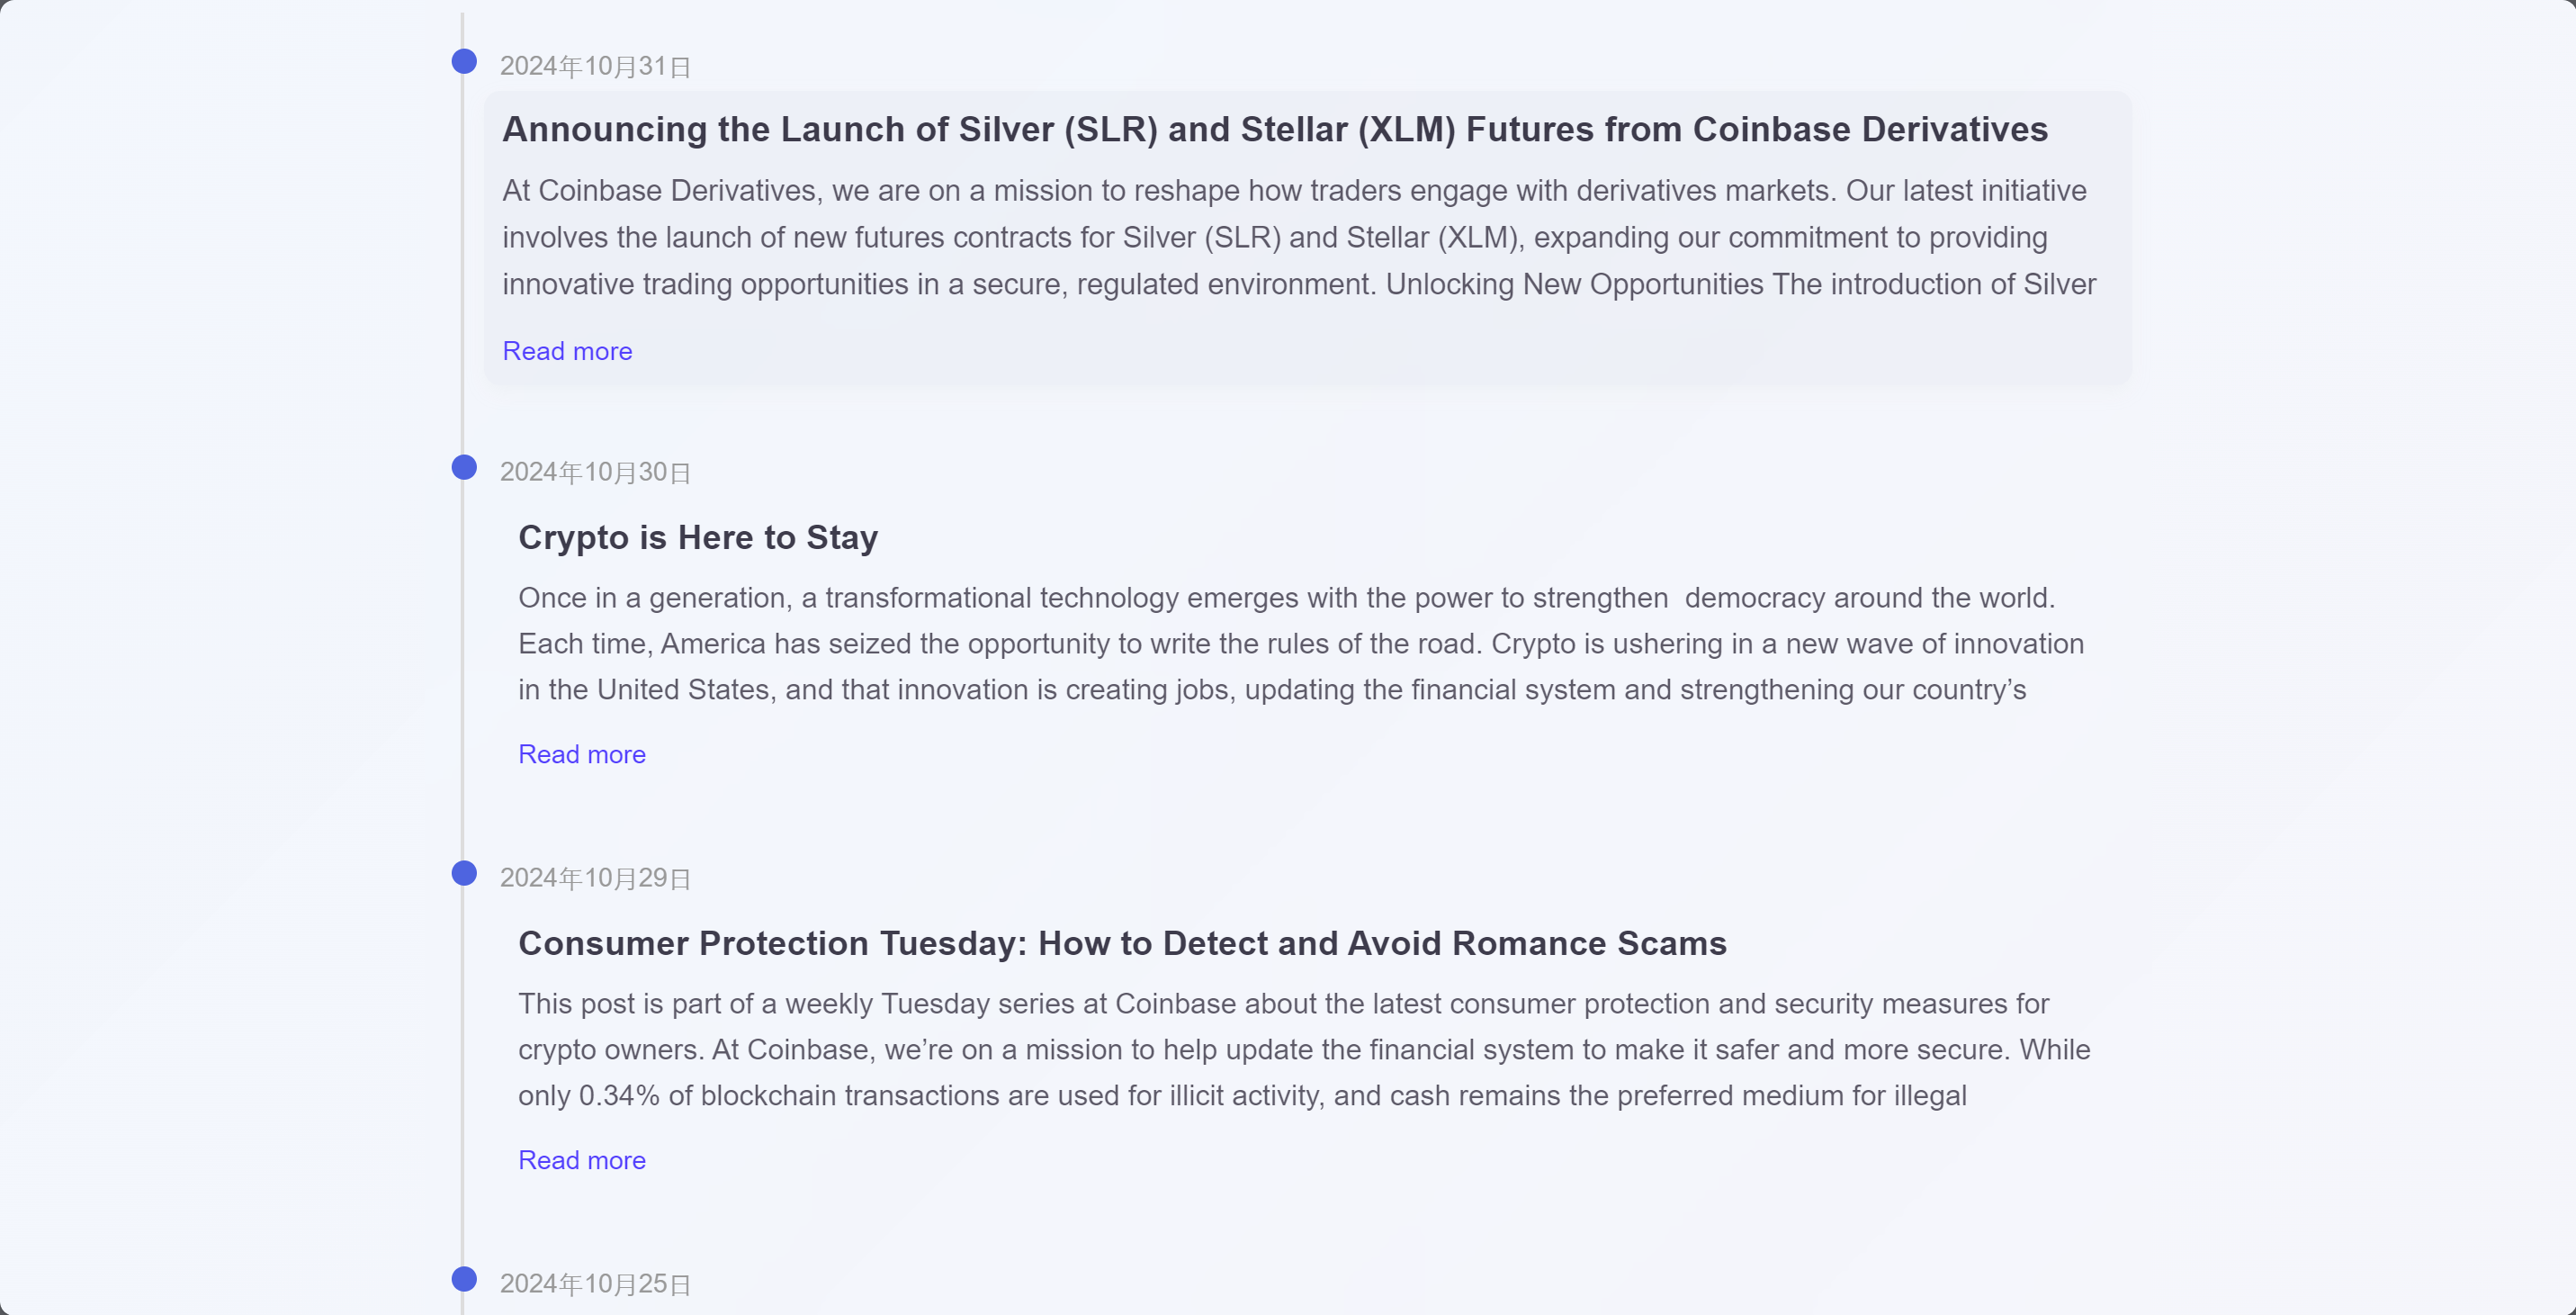 2024年10月31日
Announcing the Launch of Silver (SLR) and Stellar (XLM) Futures from Coinbase Derivatives
At Coinbase Derivatives, we are on a mission to reshape how traders engage with derivatives markets. Our latest initiative
involves the launch of new futures contracts for Silver (SLR) and Stellar (XLM), expanding our commitment to providing
innovative trading opportunities in a secure, regulated environment. Unlocking New Opportunities The introduction of Silver
Read more
2024年10月30日
Crypto is Here to Stay
Once in a generation, a transformational technology emerges with the power to strengthen  democracy around the world.
Each time, America has seized the opportunity to write the rules of the road. Crypto is ushering in a new wave of innovation
in the United States, and that innovation is creating jobs, updating the financial system and strengthening our country’s
Read more
2024年10月29日
Consumer Protection Tuesday: How to Detect and Avoid Romance Scams
This post is part of a weekly Tuesday series at Coinbase about the latest consumer protection and security measures for
crypto owners. At Coinbase, we’re on a mission to help update the financial system to make it safer and more secure. While
only 0.34% of blockchain transactions are used for illicit activity, and cash remains the preferred medium for illegal
Read more
2024年10月25日